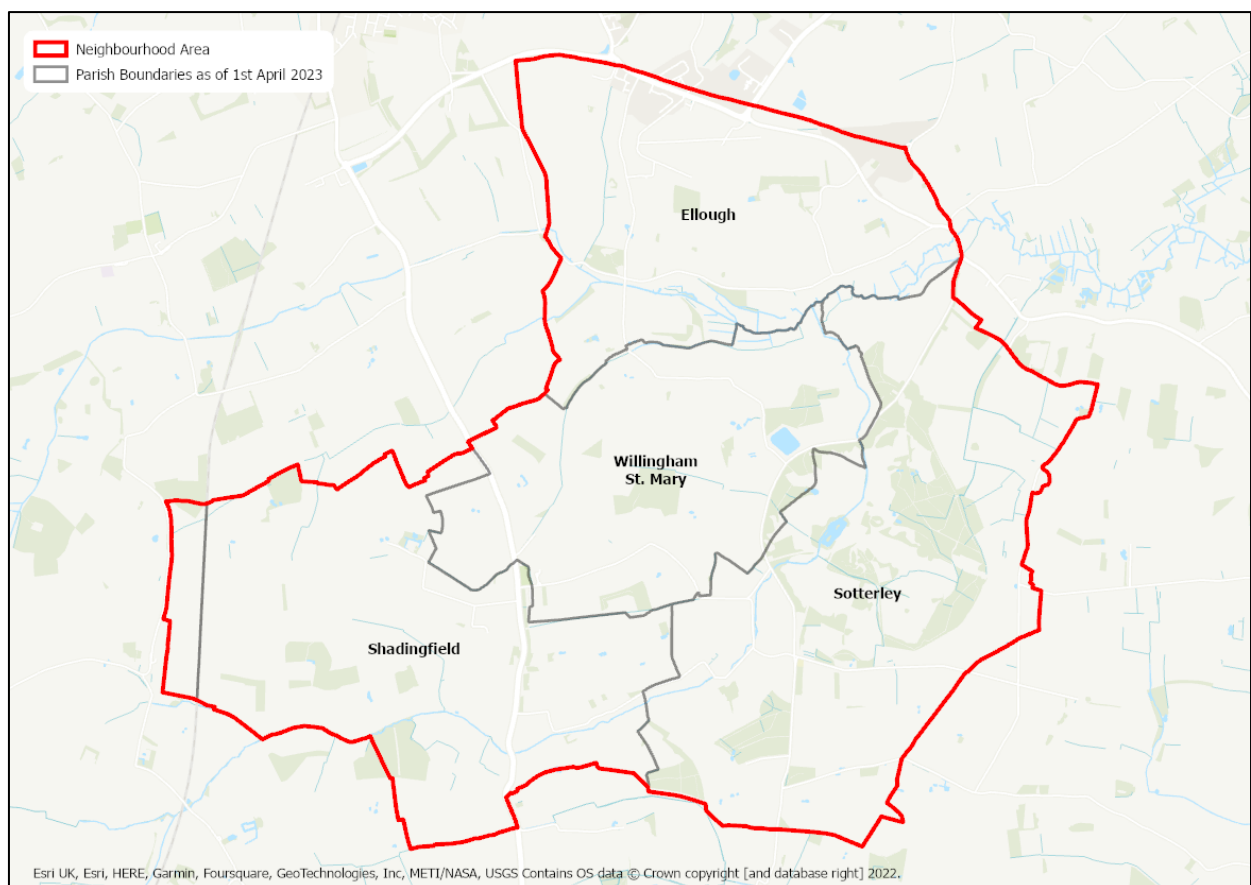 Neighbourhood Area
Parish Boundaries as of 1st April 2023
Ellough
Willingham
St. Mary
Sotterley
Shadingfield
Esri UK, Esri, HERE, Garmin, Foursquare, GeoTechnologies, Inc, METI/NASA, USGS Contains OS data © Crown copyright [and database right] 2022.